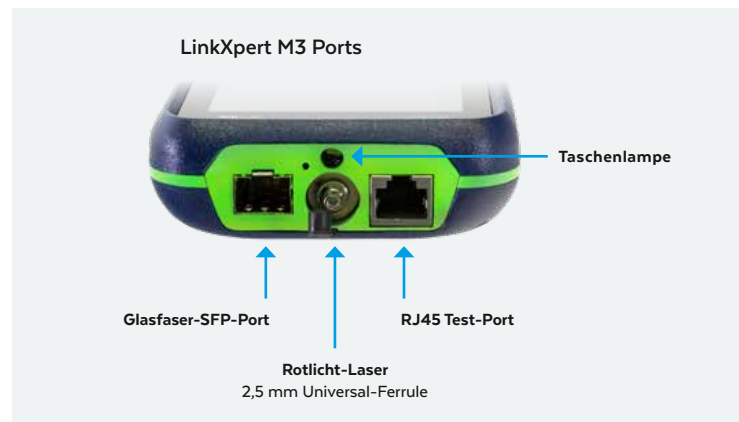 LinkXpert M3 Ports
Taschenlampe
Glasfaser-SFP-Port
RJ45 Test-Port
Rotlicht-Laser
2,5 mm Universal-Ferrule